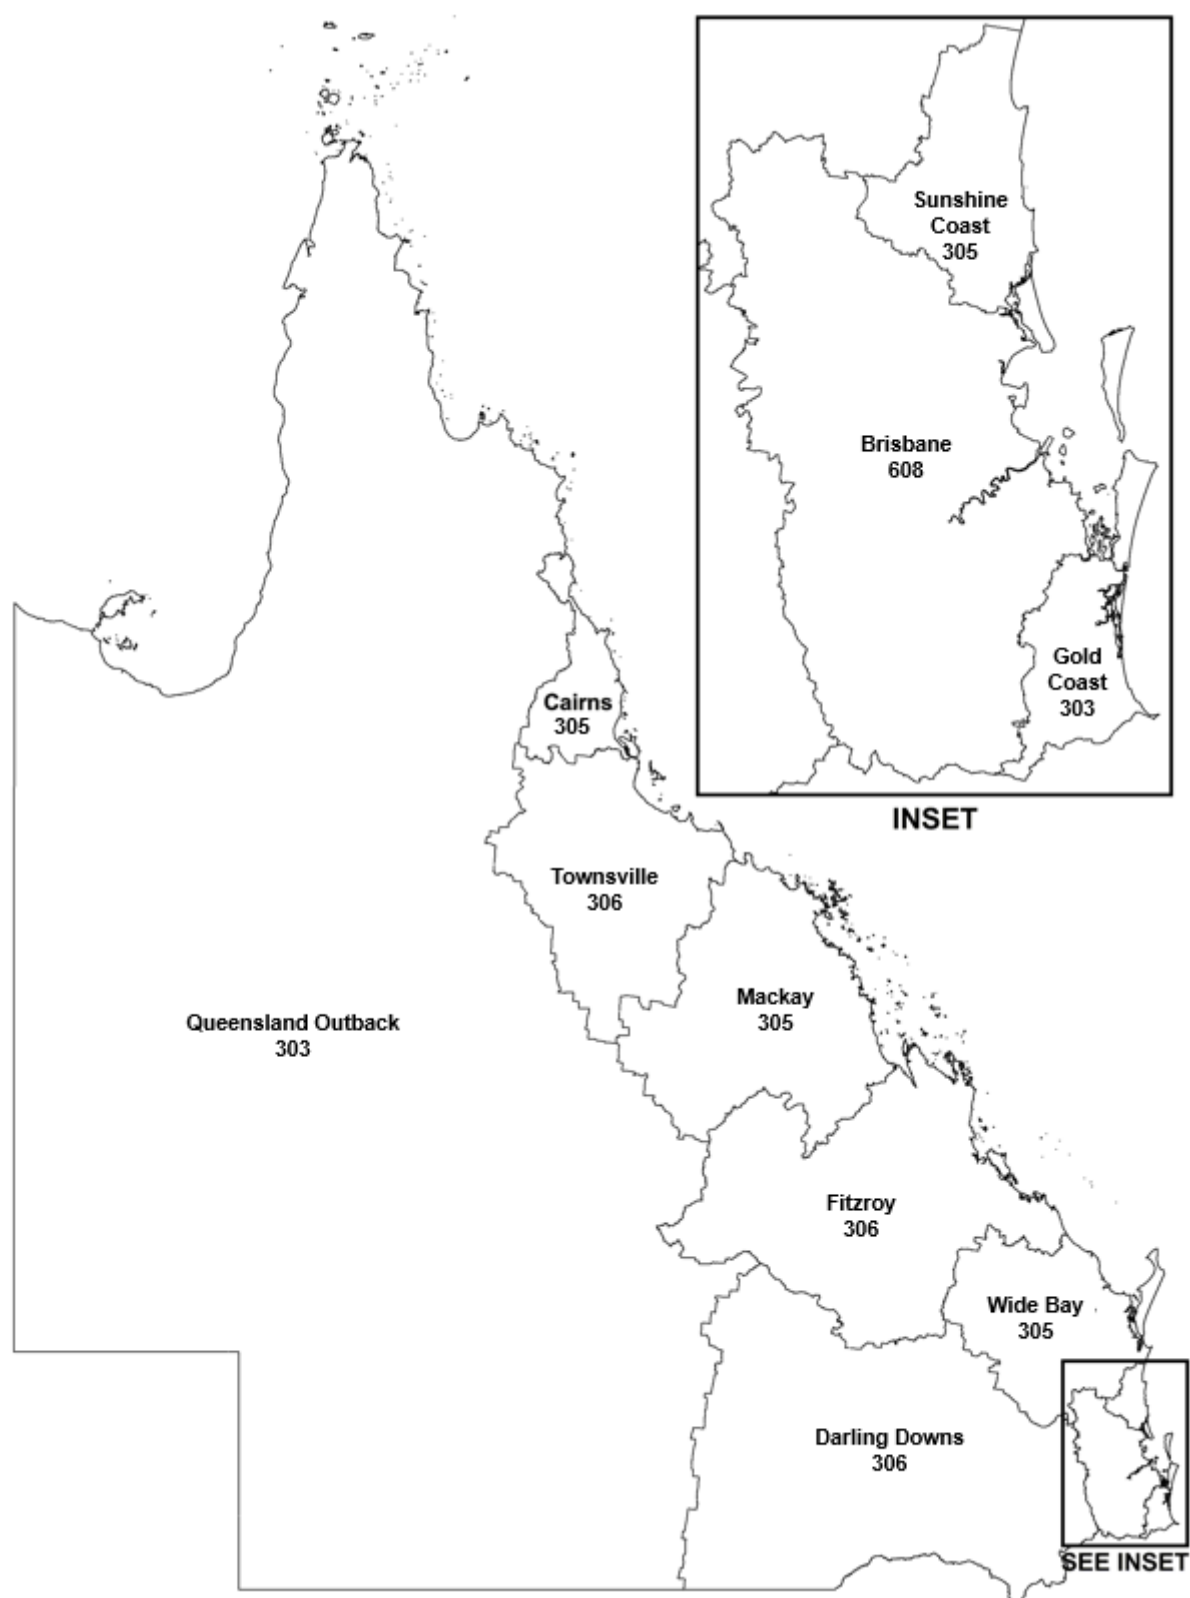 Sunshine
Coast
305
Brisbane
608
Gold
Coast
303
INSET
Cairns
305
Townsville
306
Mackay
305
Queensland Outback
303
Fitzroy
306
Wide Bay
305
Darling Downs
306
SEE INSET